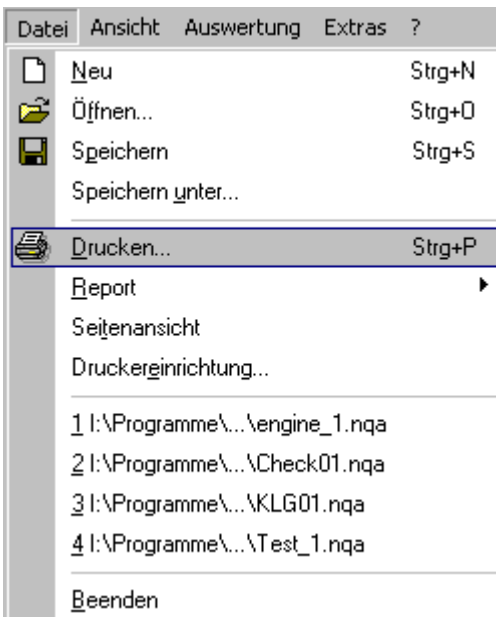 Datei Ansicht Auswertung Extras ?
Neu Strg+N
Öffnen... Strg+O
Speichern Strg+S
Speichern unter...
Drucken... Strg+P
Report
Seitenansicht
Druckereinrichtung...
1 I:\Programme\...\engine_1.nqa
2 I:\Programme\...\Check01.nqa
3 I:\Programme\...\KLG01.nqa
4 I:\Programme\...\Test_1.nqa
Beenden